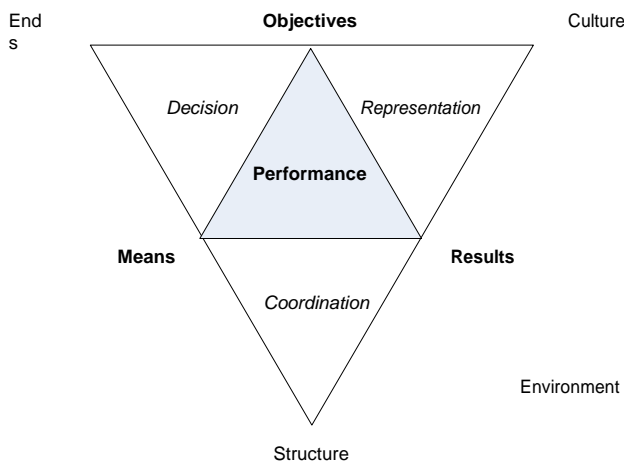 End
s
Objectives
Culture
Decision
Representation
Performance
Means
Results
Coordination
Environment
Structure